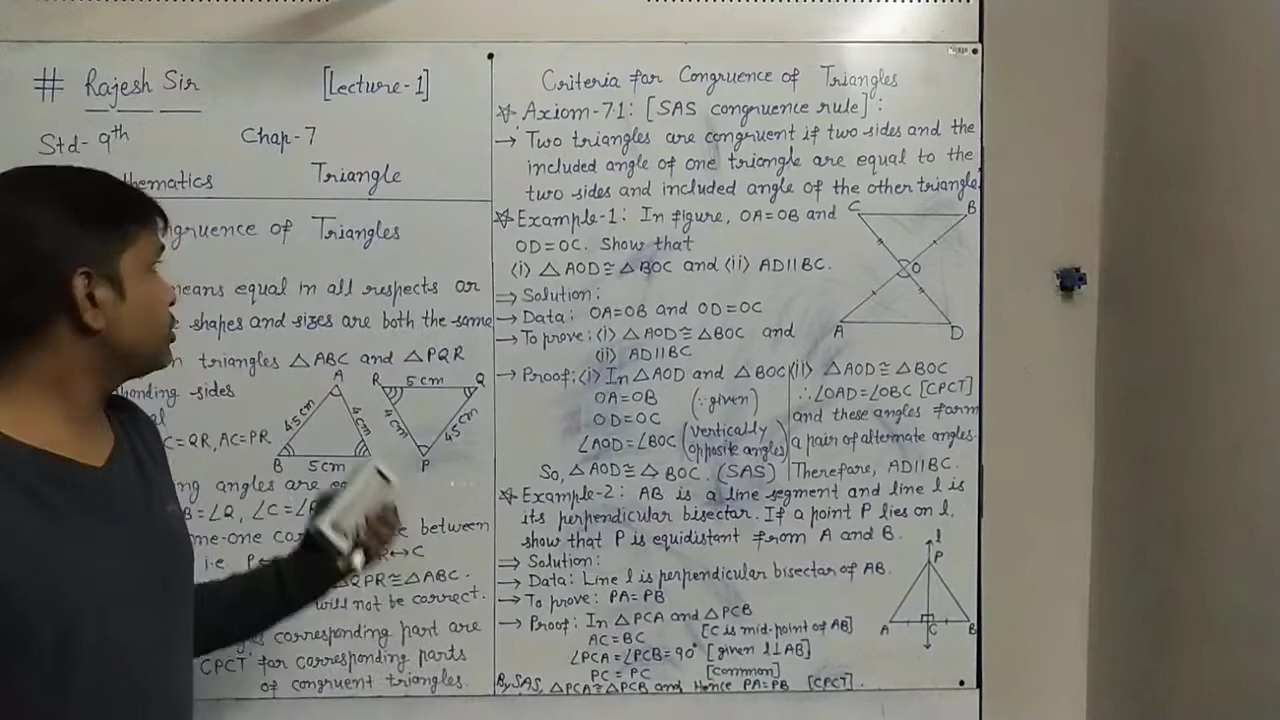 # Rajesh Sir [Lecture-1]
Std- 9th Chap-7
Triangle
of Triangles
means equal in all respects or
shapes and sizes are both the same
triangles △ABC and △PQR
sides
=QR, AC=PR
A
4.5cm
4cm
B
5cm
R
5cm
Q
4cm
4.5cm
P
angles are
=∠Q, ∠C=∠
between
i.e. P
↔C
△QPR≅△ABC.
will not be correct.
corresponding part are
'CPCT' for corresponding parts
of congruent triangles.
Criteria for Congruence of Triangles
☆ Axiom-7.1: [SAS congruence rule]:
→ Two triangles are congruent if two sides and the
included angle of one triongle are equal to the
two sides and included angle of the other triangle.
☆ Example-1: In figure, OA=OB and
OD=OC. Show that
(i) △AOD≅△BOC and (ii) AD||BC.
C
B
O
A
D
⇒ Solution:
→ Data: OA=OB and OD=OC
→ To prove: (i) △AOD≅△BOC and
(ii) AD||BC
→ Proof: (i) In △AOD and △BOC
OA=OB (∵given)
OD=OC
∠AOD=∠BOC (vertically opposite angles)
So, △AOD≅△BOC. (SAS)
(ii) △AOD≅△BOC
∴∠OAD=∠OBC [CPCT]
and these angles form
a pair of alternate angles.
Therefore, AD||BC.
☆ Example-2: AB is a line segment and line l is
its perpendicular bisector. If a point P lies on l,
show that P is equidistant from A and B.
⇒ Solution:
→ Data: Line l is perpendicular bisector of AB.
→ To prove: PA=PB
→ Proof: In △PCA and △PCB
AC=BC [C is mid-point of AB]
∠PCA=∠PCB=90° [given l⊥AB]
PC=PC [common]
By SAS, △PCA≅△PCB and Hence PA=PB [CPCT].
l
P
A
C
B